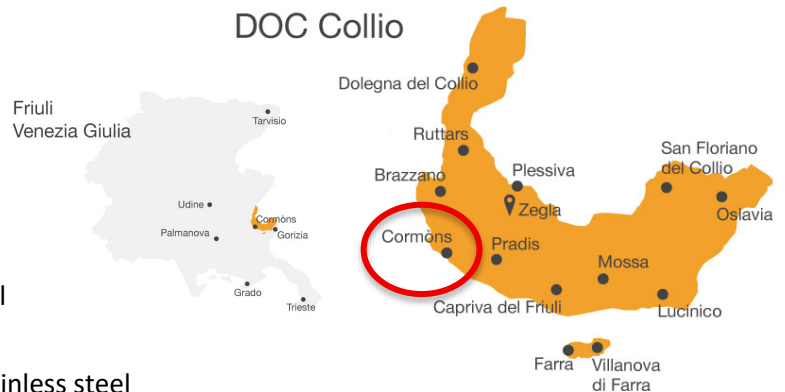 DOC Collio
Friuli
Venezia Giulia
Tarvisio
Udine
Cormòns
Palmanova
Gorizia
Grado
Trieste
Dolegna del Collio
Ruttars
San Floriano
del Collio
Brazzano
Plessiva
Zegla
Oslavia
Cormòns
Pradis
Mossa
Capriva del Friuli
Lucinico
Farra
Villanova
di Farra
l
inless steel